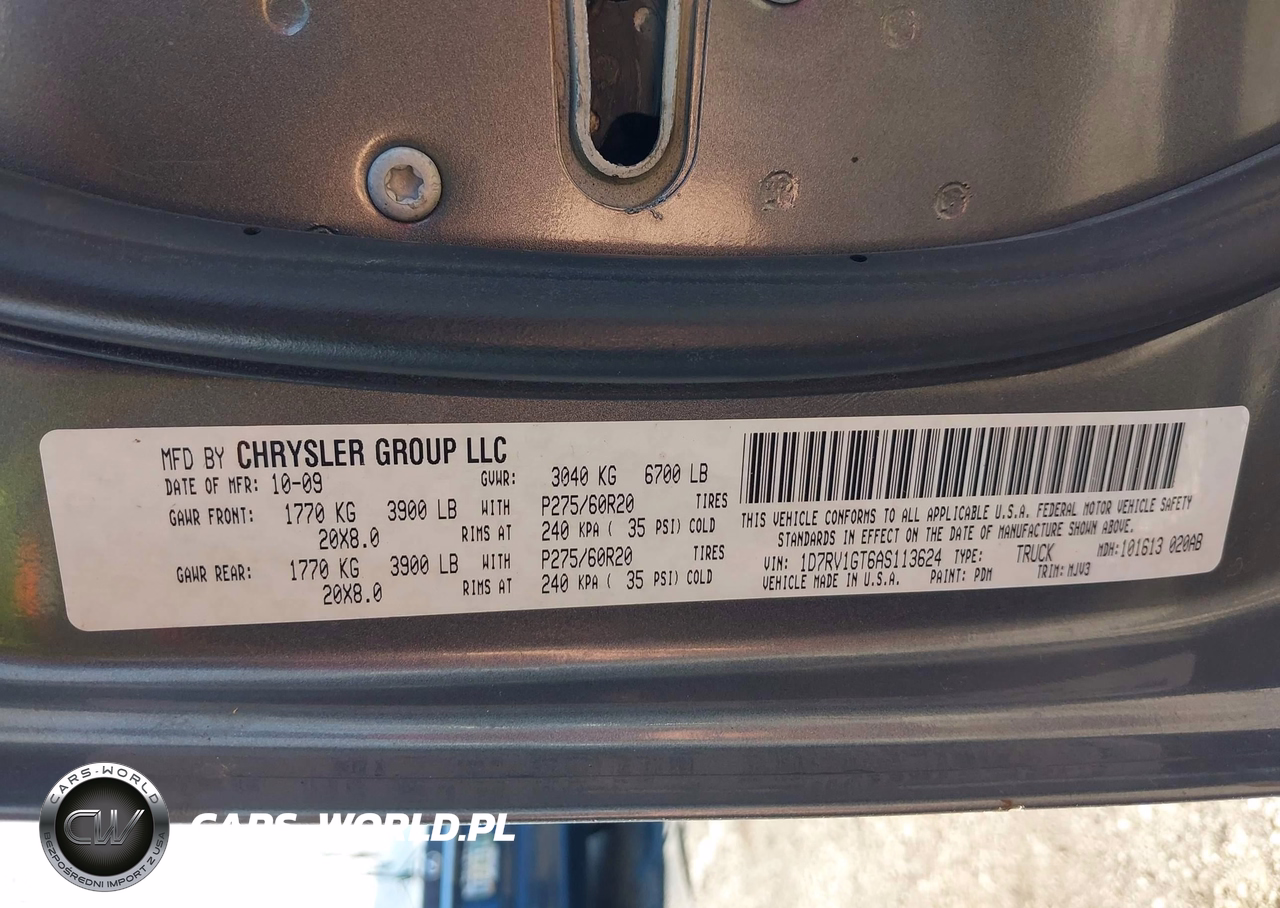 MFD BY CHRYSLER GROUP LLC
DATE OF MFR: 10-09 GVWR: 3040 KG 6700 LB
GAWR FRONT: 1770 KG 3900 LB WITH P275/60R20 TIRES
20X8.0 RIMS AT 240 KPA ( 35 PSI) COLD
GAWR REAR: 1770 KG 3900 LB WITH P275/60R20 TIRES
20X8.0 RIMS AT 240 KPA ( 35 PSI) COLD
THIS VEHICLE CONFORMS TO ALL APPLICABLE U.S.A. FEDERAL MOTOR VEHICLE SAFETY
STANDARDS IN EFFECT ON THE DATE OF MANUFACTURE SHOWN ABOVE.
VIN: 1D7RV1GT6AS113624 TYPE: TRUCK MDH:101613 020AB
VEHICLE MADE IN U.S.A. PAINT: PDM TRIM: MJV3
CARS-WORLD
CW
BEZPOŚREDNI IMPORT Z USA
CARS-WORLD.PL